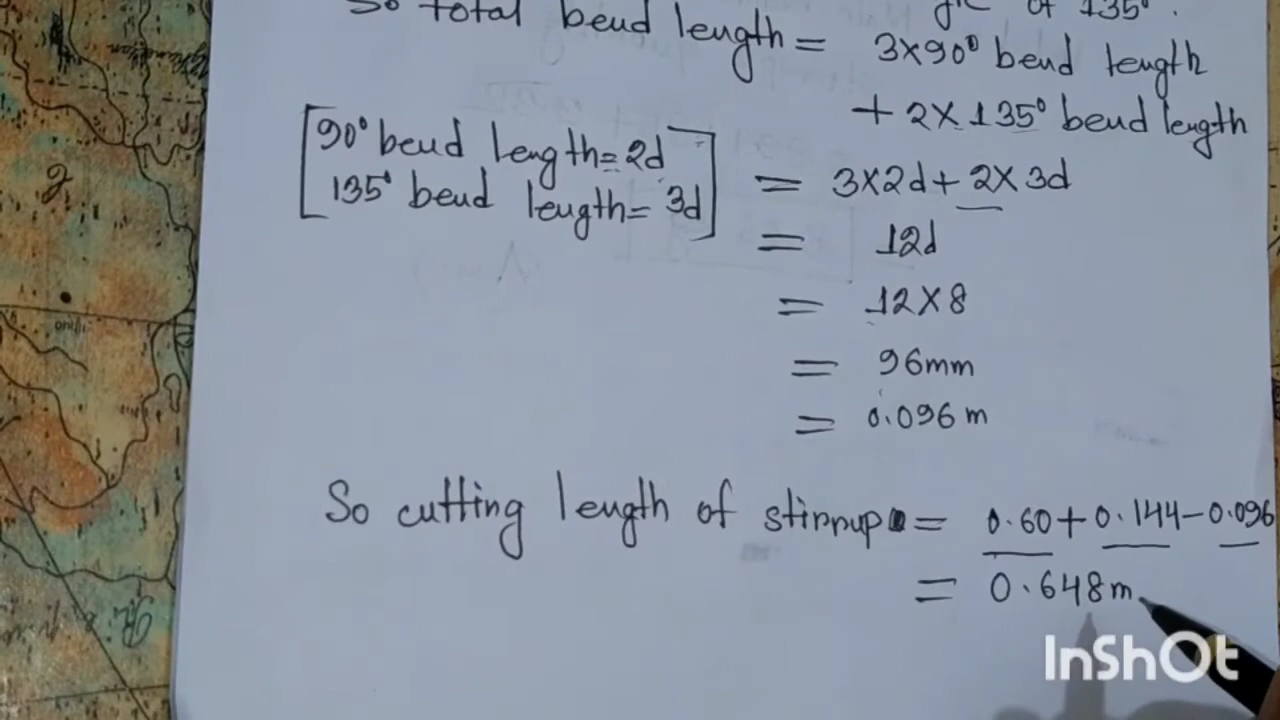 So total bend length = of 135°.
3×90° bend length
+ 2×135° bend length
[90° bend length = 2d
135° bend length = 3d]
= 3×2d + 2×3d
= 12d
= 12×8
= 96mm
= 0.096 m
So cutting length of stirrup = 0.60 + 0.144 – 0.096
= 0.648m
InShOt